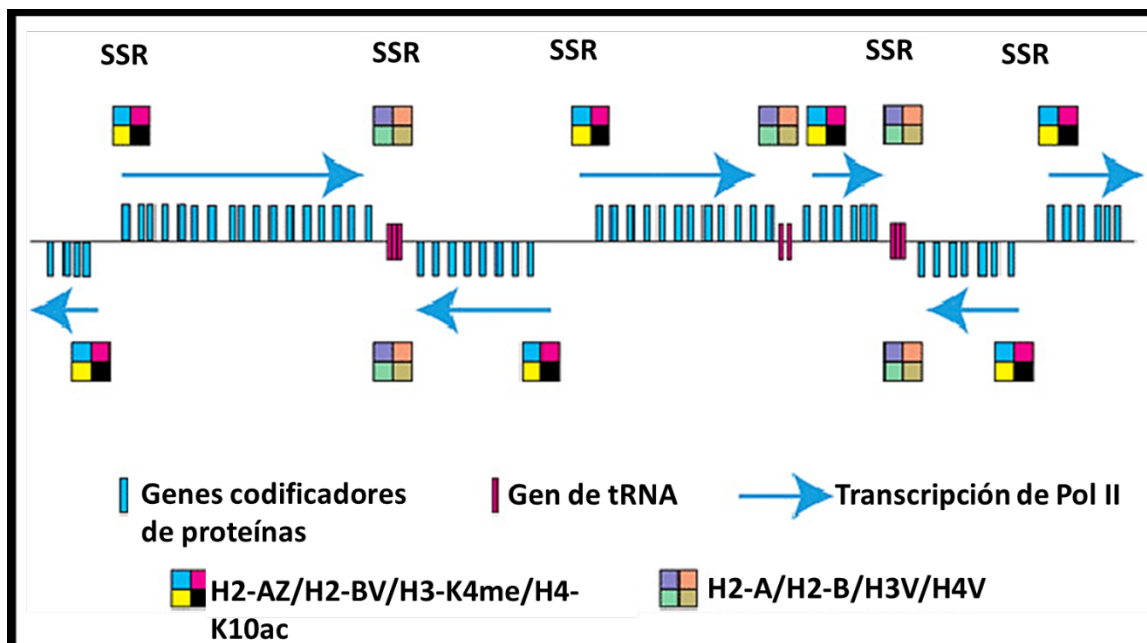 SSR SSR SSR SSR SSR
Genes codificadores
de proteínas
Gen de tRNA
Transcripción de Pol II
H2-AZ/H2-BV/H3-K4me/H4-
K10ac
H2-A/H2-B/H3V/H4V